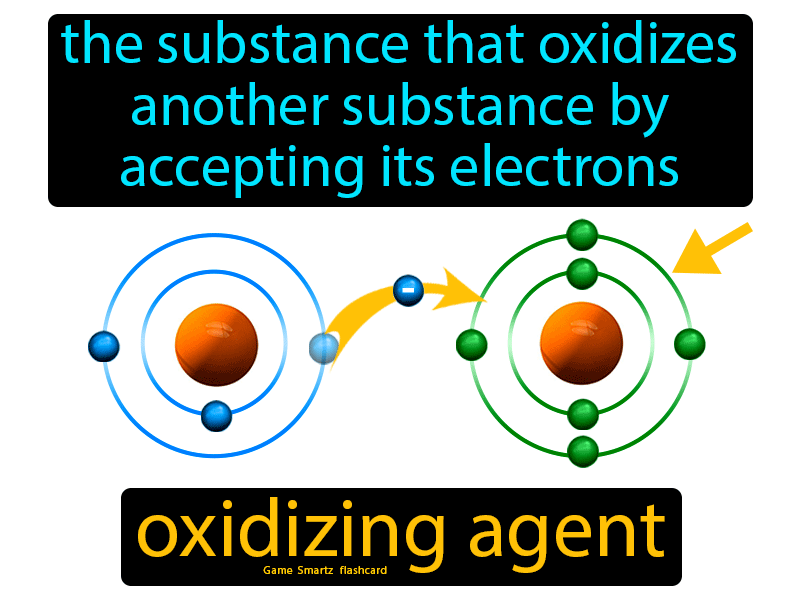 the substance that oxidizes
another substance by
accepting its electrons
-
oxidizing agent
Game Smartz flashcard